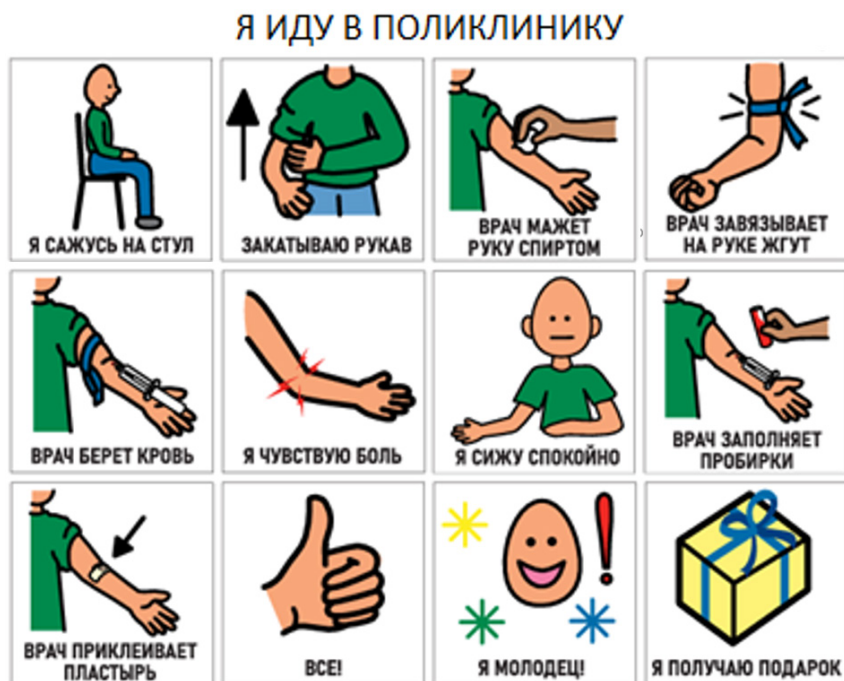 Я ИДУ В ПОЛИКЛИНИКУ
Я САЖУСЬ НА СТУЛ
ЗАКАТЫВАЮ РУКАВ
ВРАЧ МАЖЕТ
РУКУ СПИРТОМ
ВРАЧ ЗАВЯЗЫВАЕТ
НА РУКЕ ЖГУТ
ВРАЧ БЕРЕТ КРОВЬ
Я ЧУВСТВУЮ БОЛЬ
Я СИЖУ СПОКОЙНО
ВРАЧ ЗАПОЛНЯЕТ
ПРОБИРКИ
ВРАЧ ПРИКЛЕИВАЕТ
ПЛАСТЫРЬ
ВСЕ!
Я МОЛОДЕЦ!
Я ПОЛУЧАЮ ПОДАРОК